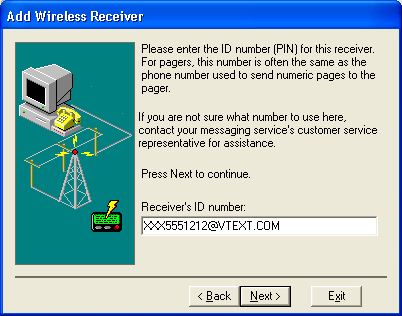 Add Wireless Receiver
Please enter the ID number (PIN) for this receiver.
For pagers, this number is often the same as the
phone number used to send numeric pages to the
pager.
If you are not sure what number to use here,
contact your messaging service's customer service
representative for assistance.
Press Next to continue.
Receiver's ID number:
XXX5551212@VTEXT.COM
< Back
Next >
Exit